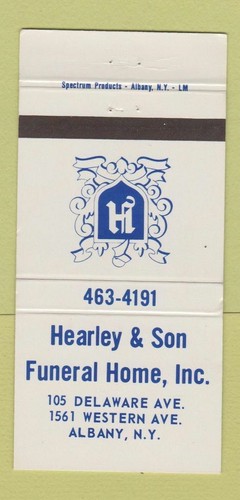 Spectrum Products - Albany, N.Y. - LM
H
463-4191
Hearley & Son
Funeral Home, Inc.
105 DELAWARE AVE.
1561 WESTERN AVE.
ALBANY, N.Y.